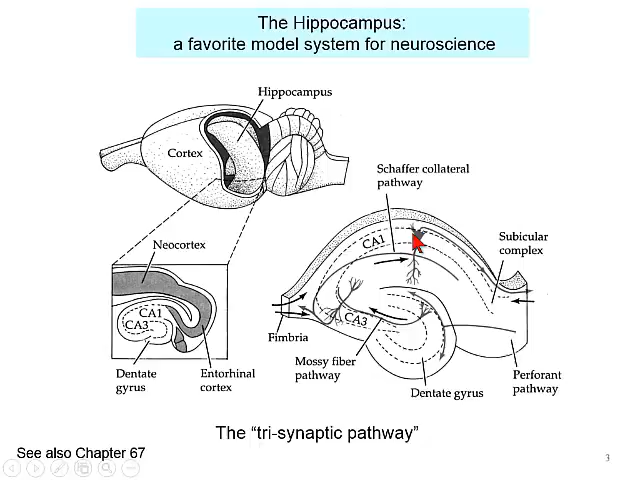 The Hippocampus:
a favorite model system for neuroscience
Hippocampus
Cortex
Schaffer collateral
pathway
Neocortex
CA1
Subicular
complex
CA1
CA3
CA3
Fimbria
Mossy fiber
pathway
Dentate
gyrus
Entorhinal
cortex
Dentate gyrus
Perforant
pathway
The “tri-synaptic pathway”
See also Chapter 67
3